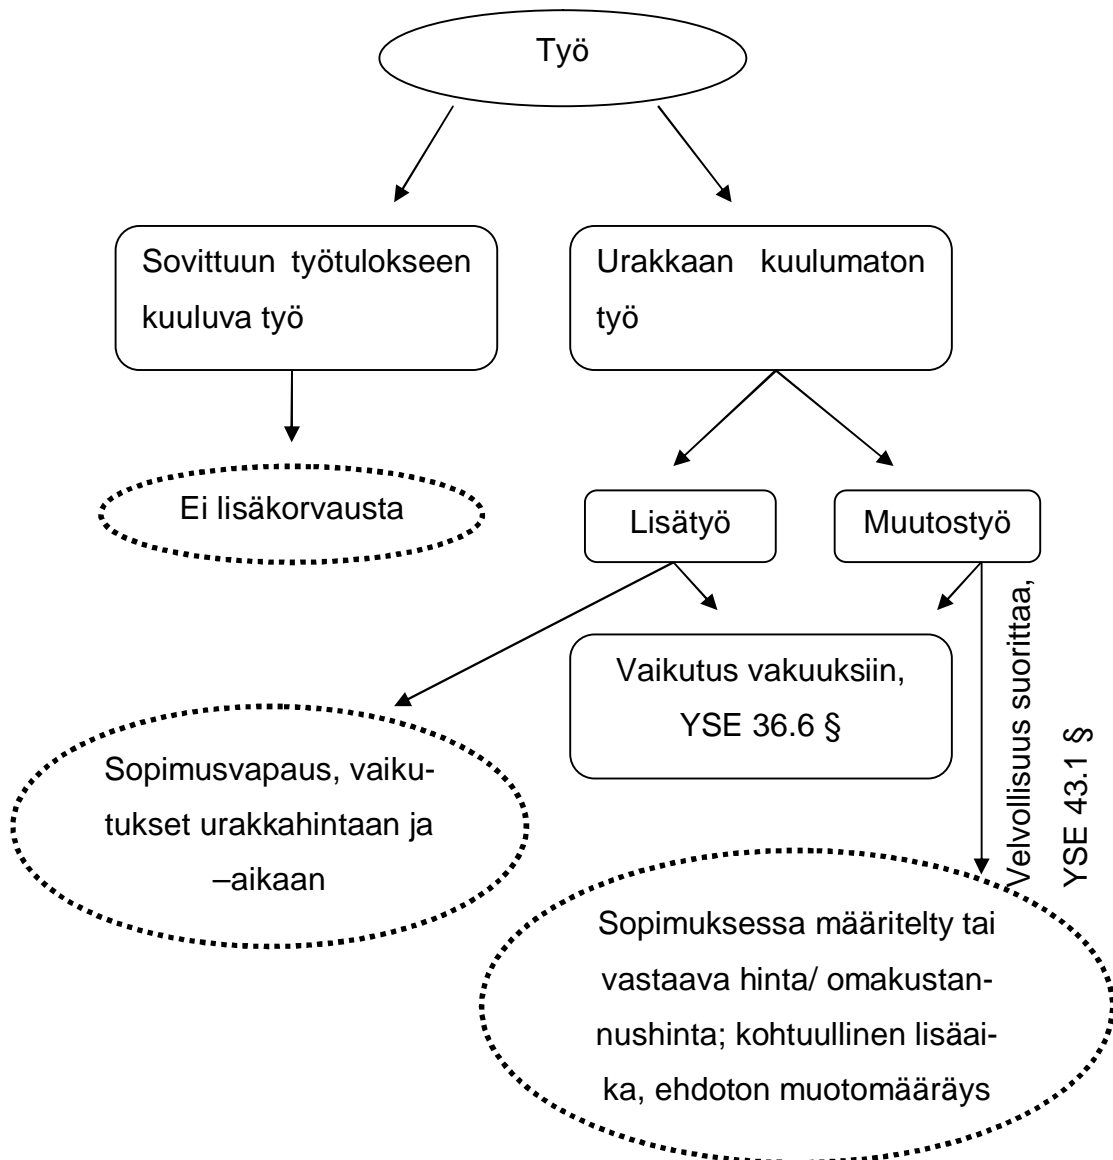 Työ
Sovittuun työtulokseen
kuuluva työ
Urakkaan kuulumaton
työ
Ei lisäkorvausta
Lisätyö
Muutostyö
Velvollisuus suorittaa,
YSE 43.1 §
Vaikutus vakuuksiin,
YSE 36.6 §
Sopimusvapaus, vaiku-
tukset urakkahintaan ja
–aikaan
Sopimuksessa määritelty tai
vastaava hinta/ omakustan-
nushinta; kohtuullinen lisäai-
ka, ehdoton muotomääräys